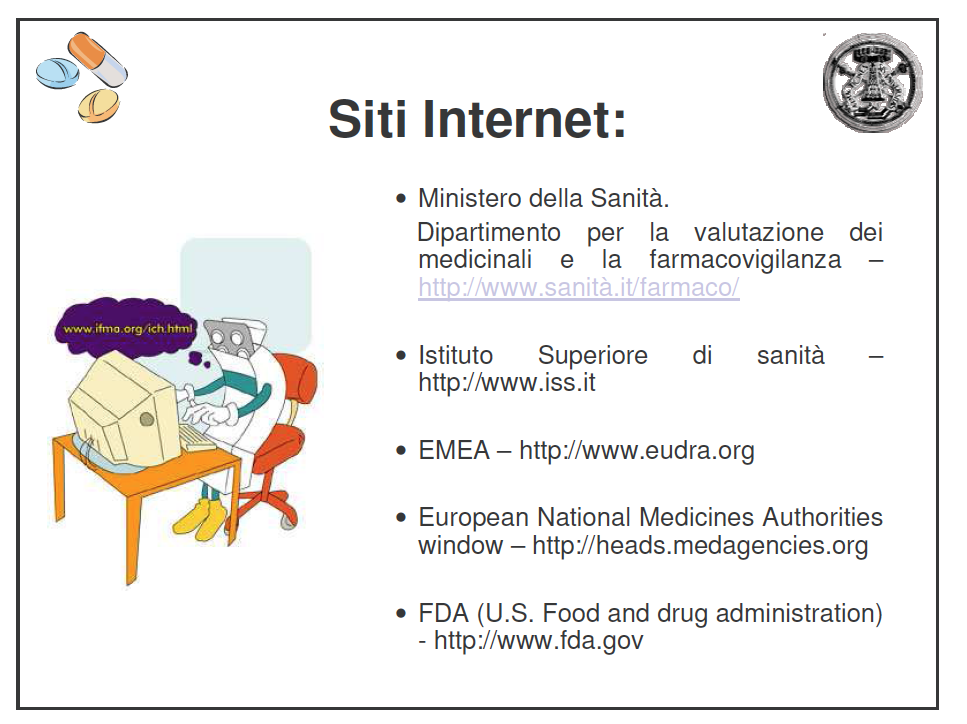 Siti Internet:
• Ministero della Sanità.
Dipartimento per la valutazione dei
medicinali e la farmacovigilanza –
http://www.sanità.it/farmaco/
www.ifma.org/ich.html
• Istituto Superiore di sanità –
http://www.iss.it
• EMEA – http://www.eudra.org
• European National Medicines Authorities
window – http://heads.medagencies.org
• FDA (U.S. Food and drug administration)
- http://www.fda.gov